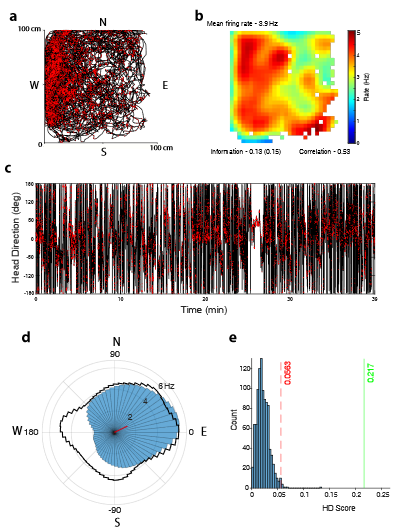 a
N
100 cm
W
E
0
S
100 cm
b
Mean firing rate - 3.9 Hz
5
4
3
2
1
0
Rate (Hz)
Information - 0.13 (0.15)
Correlation - 0.53
c
Head Direction (deg)
180
120
60
0
-60
-120
-180
0
10
20
30
39
Time (min)
d
N
90
6 Hz
4
2
W 180
0 E
-90
S
e
Count
120
100
80
60
40
20
0
0.0563
0.217
0
0.05
0.1
0.15
0.2
0.25
HD Score